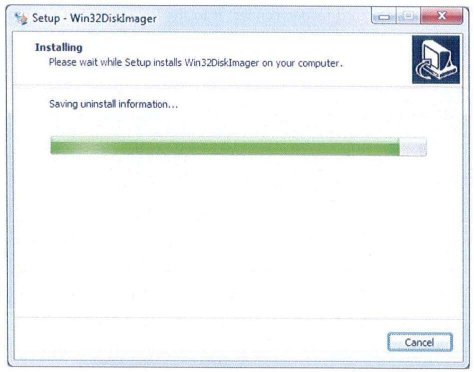 Setup - Win32DiskImager
Installing
Please wait while Setup installs Win32DiskImager on your computer.
Saving uninstall information...
Cancel